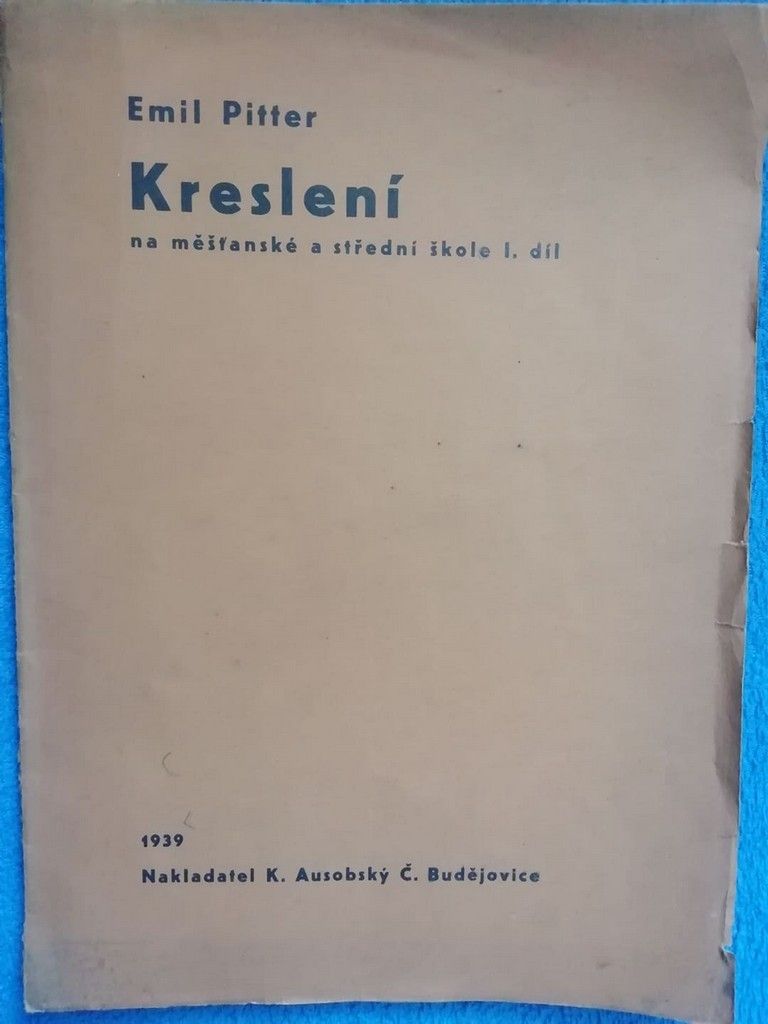 Emil Pitter
Kreslení
na měšťanské a střední škole I. díl
1939
Nakladatel K. Ausobský Č. Budějovice